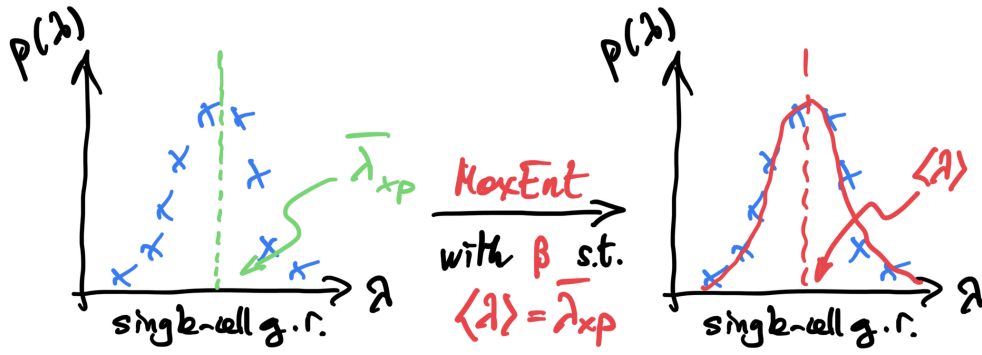 p(λ)
λ̅xp
λ
single-cell g.r.
MaxEnt
with β s.t.
⟨λ⟩ = λ̅xp
p(λ)
⟨λ⟩
λ
single-cell g.r.